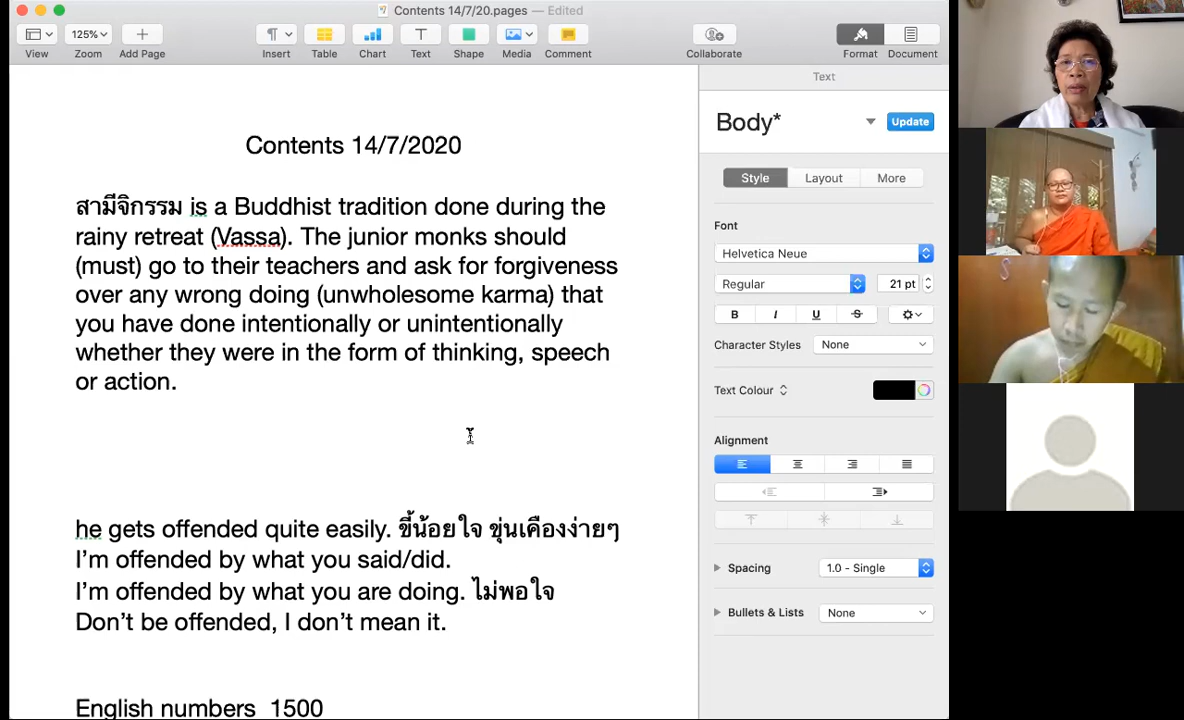 Contents 14/7/20.pages — Edited
125%
View
Zoom
Add Page
Insert
Table
Chart
Text
Shape
Media
Comment
Collaborate
Format
Document
Text
Body*
Update
Style
Layout
More
Font
Helvetica Neue
Regular
21 pt
B
I
U
S
Character Styles
None
Text Colour
Alignment
Spacing
1.0 - Single
Bullets & Lists
None
Contents 14/7/2020
สามีจิกรรม is a Buddhist tradition done during the
rainy retreat (Vassa). The junior monks should
(must) go to their teachers and ask for forgiveness
over any wrong doing (unwholesome karma) that
you have done intentionally or unintentionally
whether they were in the form of thinking, speech
or action.
he gets offended quite easily. ขี้น้อยใจ ขุ่นเคืองง่ายๆ
I’m offended by what you said/did.
I’m offended by what you are doing. ไม่พอใจ
Don’t be offended, I don’t mean it.
English numbers 1500